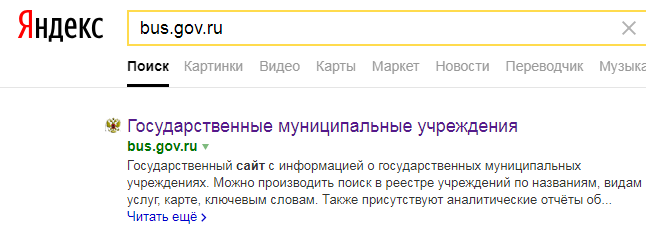 Яндекс
bus.gov.ru
Поиск Картинки Видео Карты Маркет Новости Переводчик Музыка
Государственные муниципальные учреждения
bus.gov.ru
Государственный сайт с информацией о государственных муниципальных
учреждениях. Можно производить поиск в реестре учреждений по названиям, видам
услуг, карте, ключевым словам. Также присутствуют аналитические отчёты об...
Читать ещё >